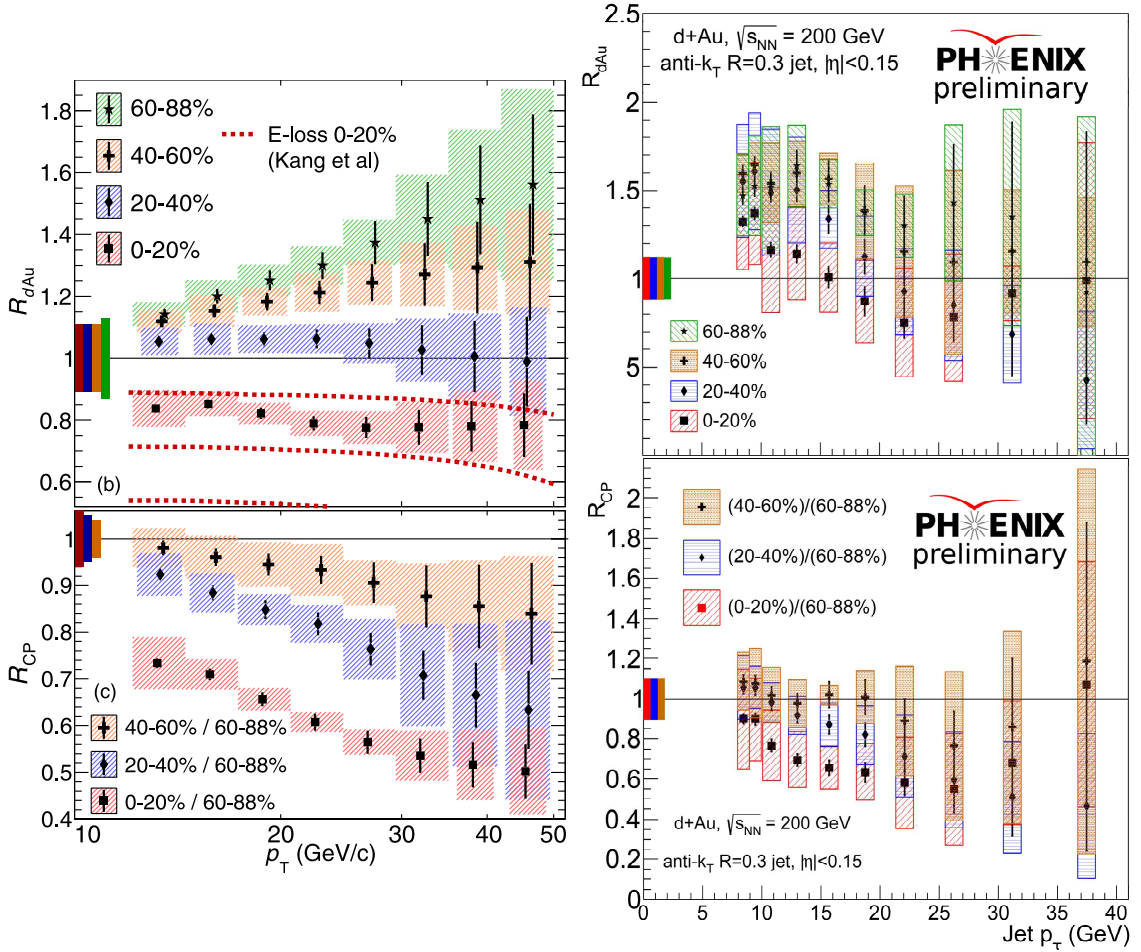 1.8
1.6
1.4
1.2
1
0.8
0.6
R_dAu
60-88%
40-60%
20-40%
0-20%
E-loss 0-20%
(Kang et al)
(b)
1
0.9
0.8
0.7
0.6
0.5
0.4
R_CP
(c)
40-60% / 60-88%
20-40% / 60-88%
0-20% / 60-88%
10 20 30 40 50
p_T (GeV/c)
2.5
2
1.5
1
5
R_dAu
d+Au, √s_NN = 200 GeV
anti-k_T R=0.3 jet, |η|<0.15
PHENIX
preliminary
60-88%
40-60%
20-40%
0-20%
2
1.8
1.6
1.4
1.2
1
0.8
0.6
0.4
0.2
0
R_CP
(40-60%)/(60-88%)
(20-40%)/(60-88%)
(0-20%)/(60-88%)
PHENIX
preliminary
d+Au, √s_NN = 200 GeV
anti-k_T R=0.3 jet, |η|<0.15
0 5 10 15 20 25 30 35 40
Jet p_T (GeV)